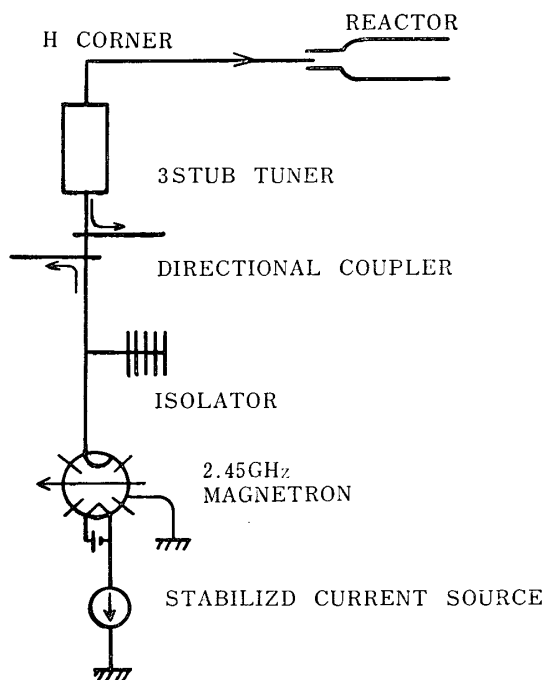 REACTOR
H CORNER
3STUB TUNER
DIRECTIONAL COUPLER
ISOLATOR
2.45GHz
MAGNETRON
STABILIZD CURRENT SOURCE